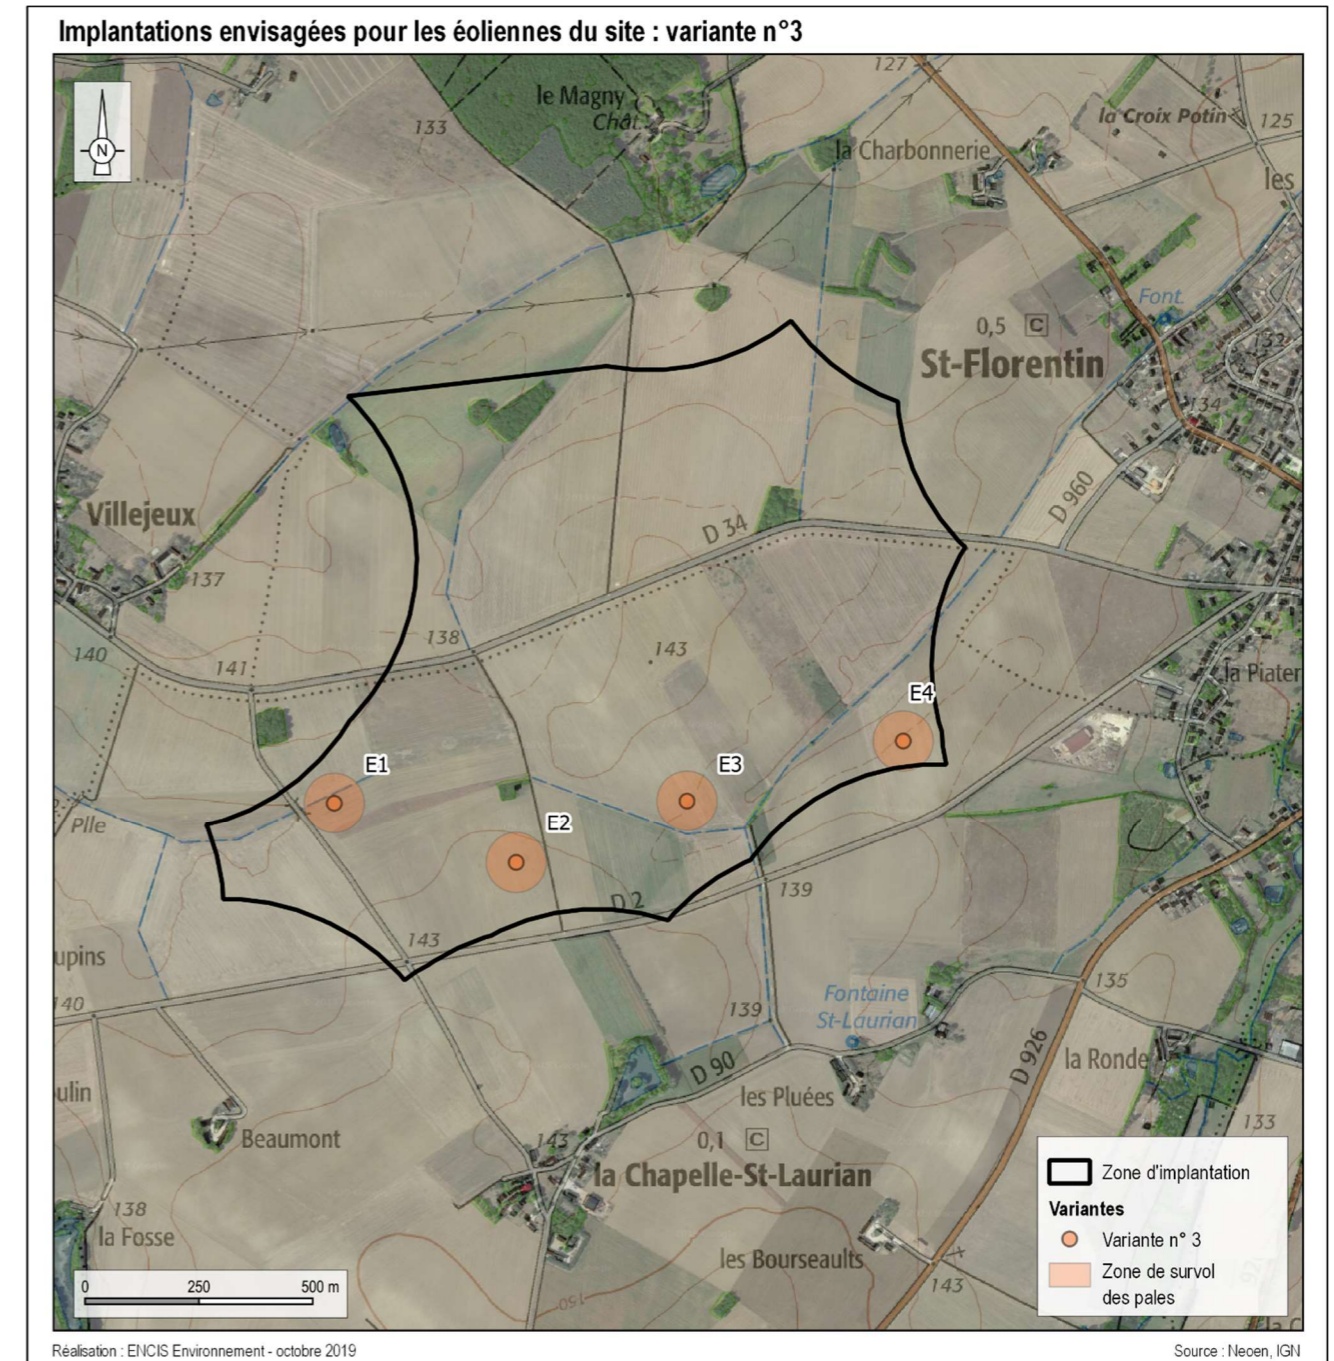 Implantations envisagées pour les éoliennes du site : variante n°3
127
le Magny
Chât.
133
la Croix Potin
125
la Charbonnerie
les
N
Font.
0,5 C
St-Florentin
132
134
D 960
Villejeux
D 34
137
138
143
140
141
la Piater
E4
E1
E3
E2
Plle
D 2
139
143
upins
135
Fontaine
St-Laurian
140
139
D 926
la Ronde
D 90
ulin
les Pluées
133
Beaumont
143
0,1 C
la Chapelle-St-Laurian
138
la Fosse
les Bourseaults
143
150
Zone d'implantation
Variantes
Variante n° 3
Zone de survol
des pales
0 250 500 m
Réalisation : ENCIS Environnement - octobre 2019
Source : Neoen, IGN